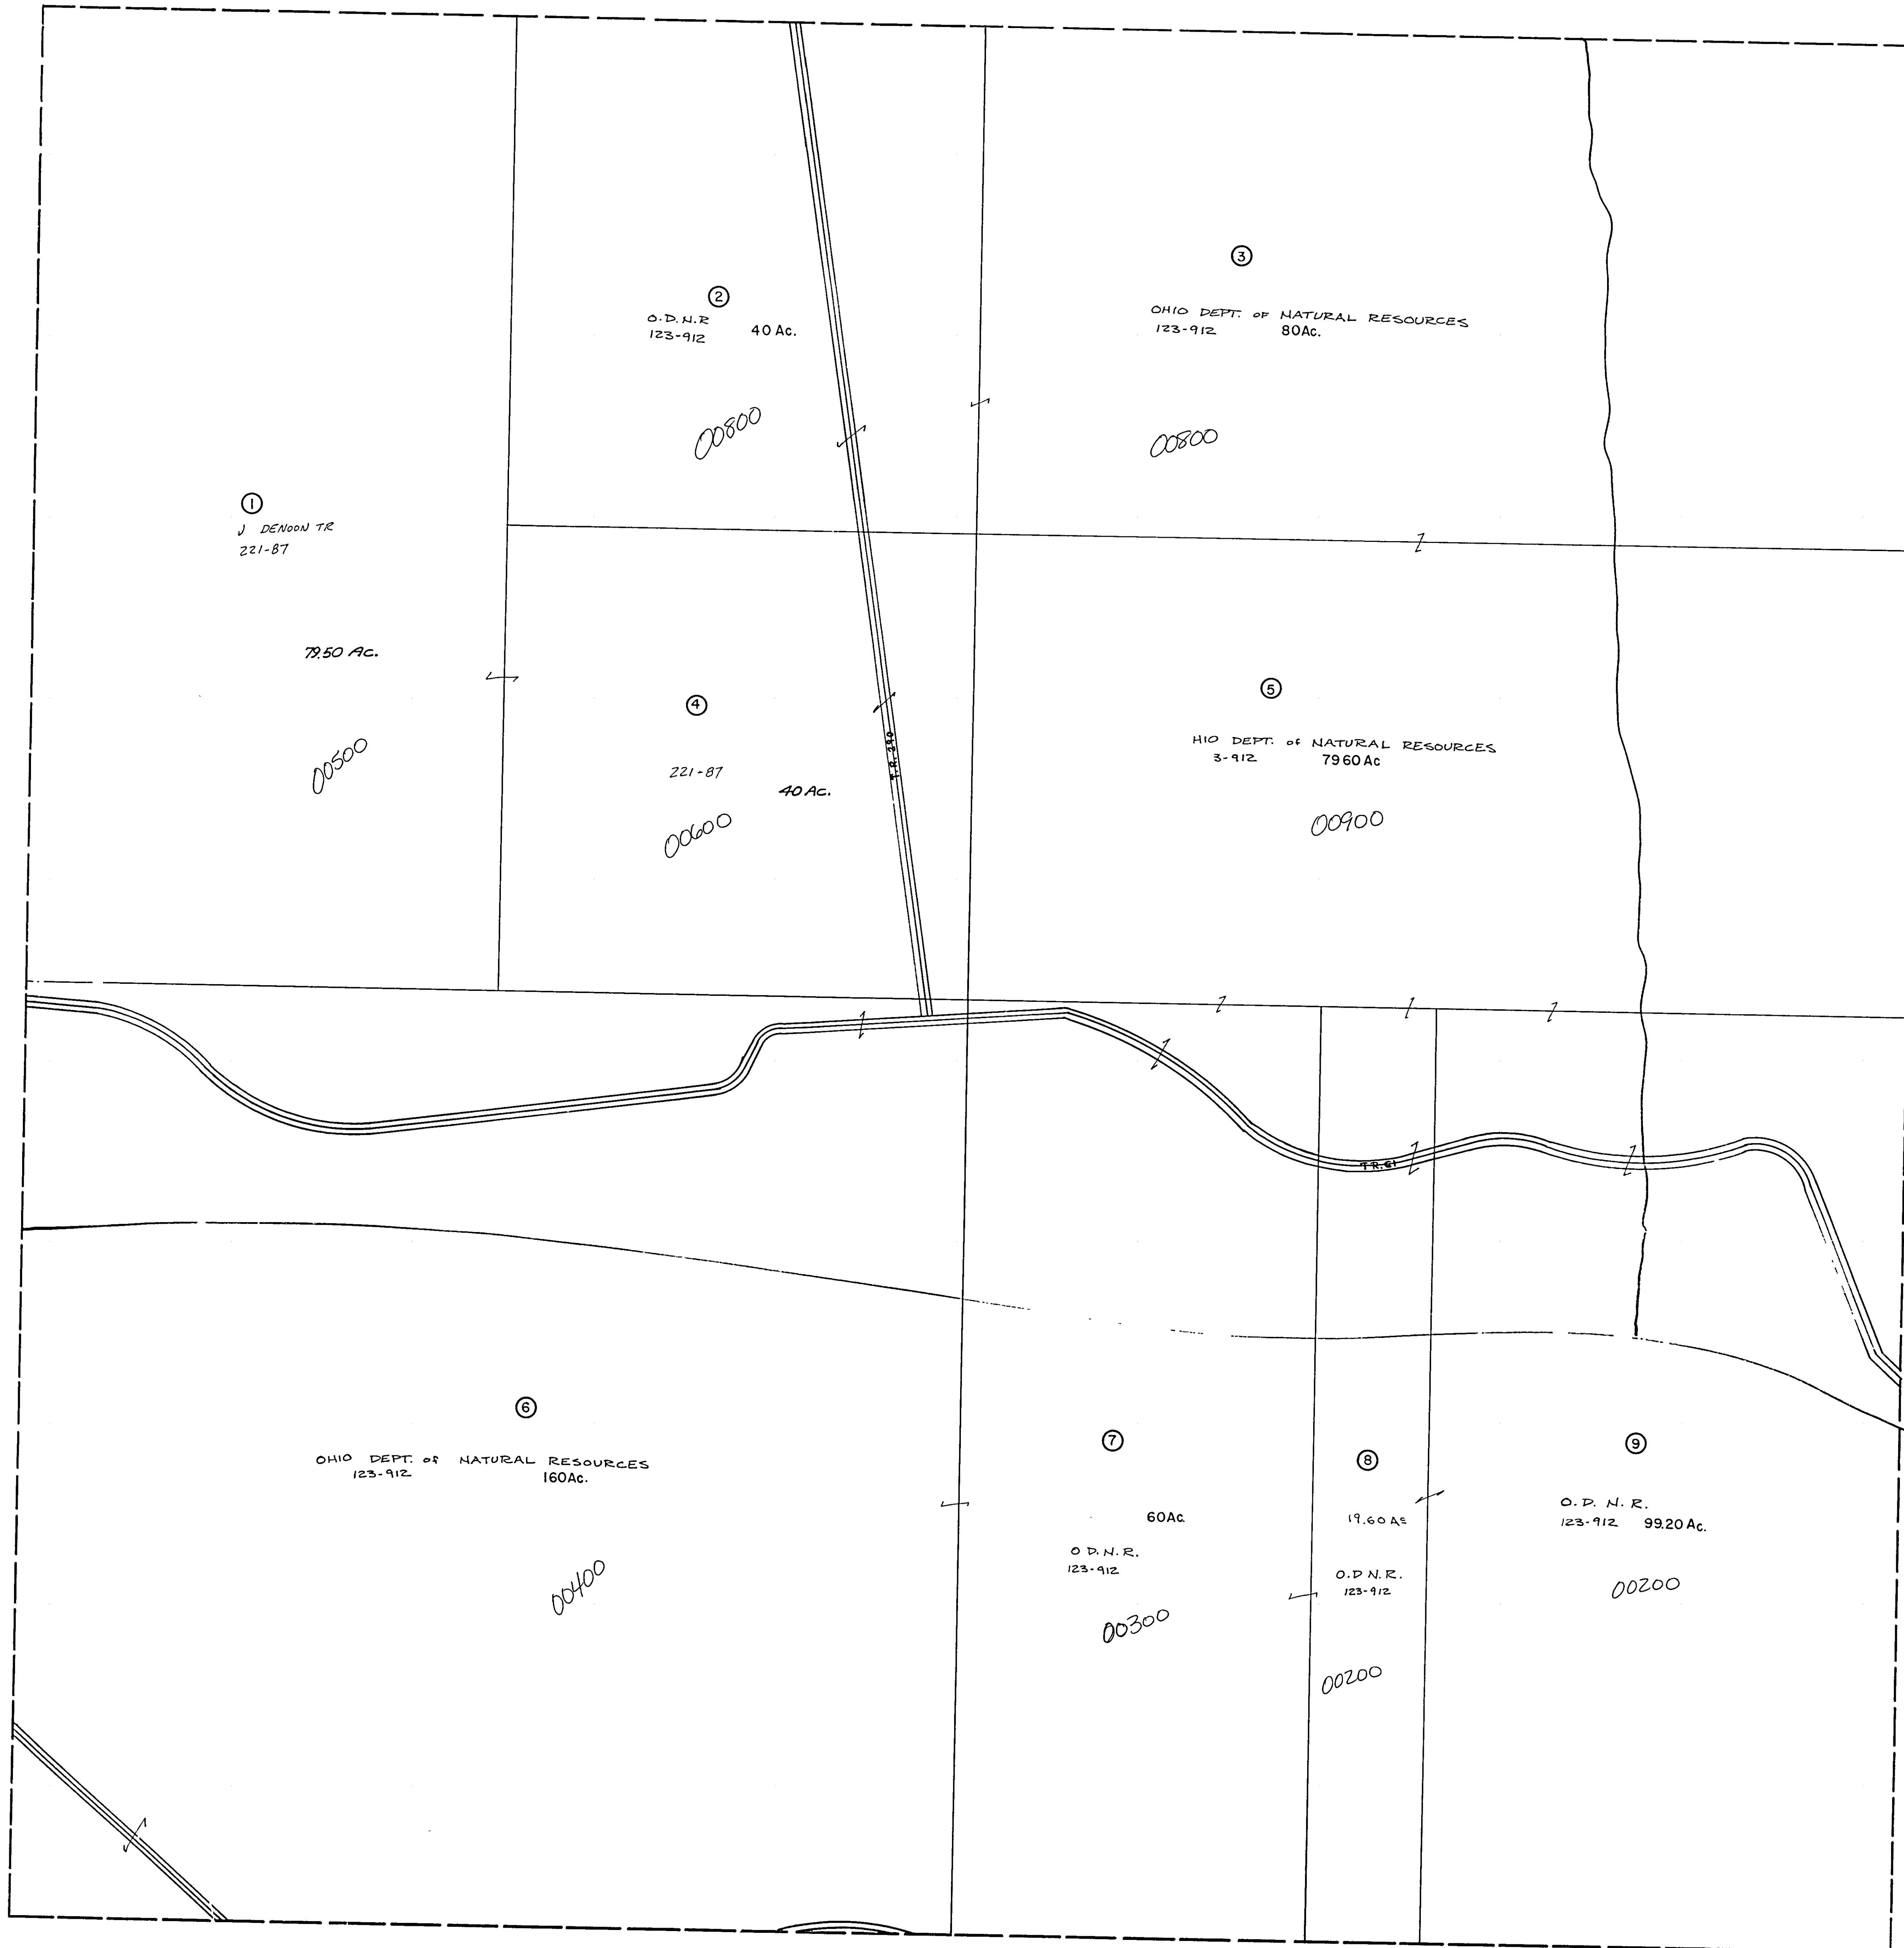 ①
J DENOON TR
221-87
79.50 Ac.
00500
②
O.D.N.R
123-912 40 Ac.
00800
③
OHIO DEPT. OF NATURAL RESOURCES
123-912 80Ac.
00800
④
221-87
40 Ac.
00600
T.R. 290
⑤
HIO DEPT. of NATURAL RESOURCES
3-912 7960 Ac
00900
T.R. 61
⑥
OHIO DEPT. of NATURAL RESOURCES
123-912 160Ac.
00400
⑦
60Ac.
O D.N.R.
123-912
00300
⑧
19.60 Ac
O.D N.R.
123-912
00200
⑨
O.D. N.R.
123-912 99.20 Ac.
00200